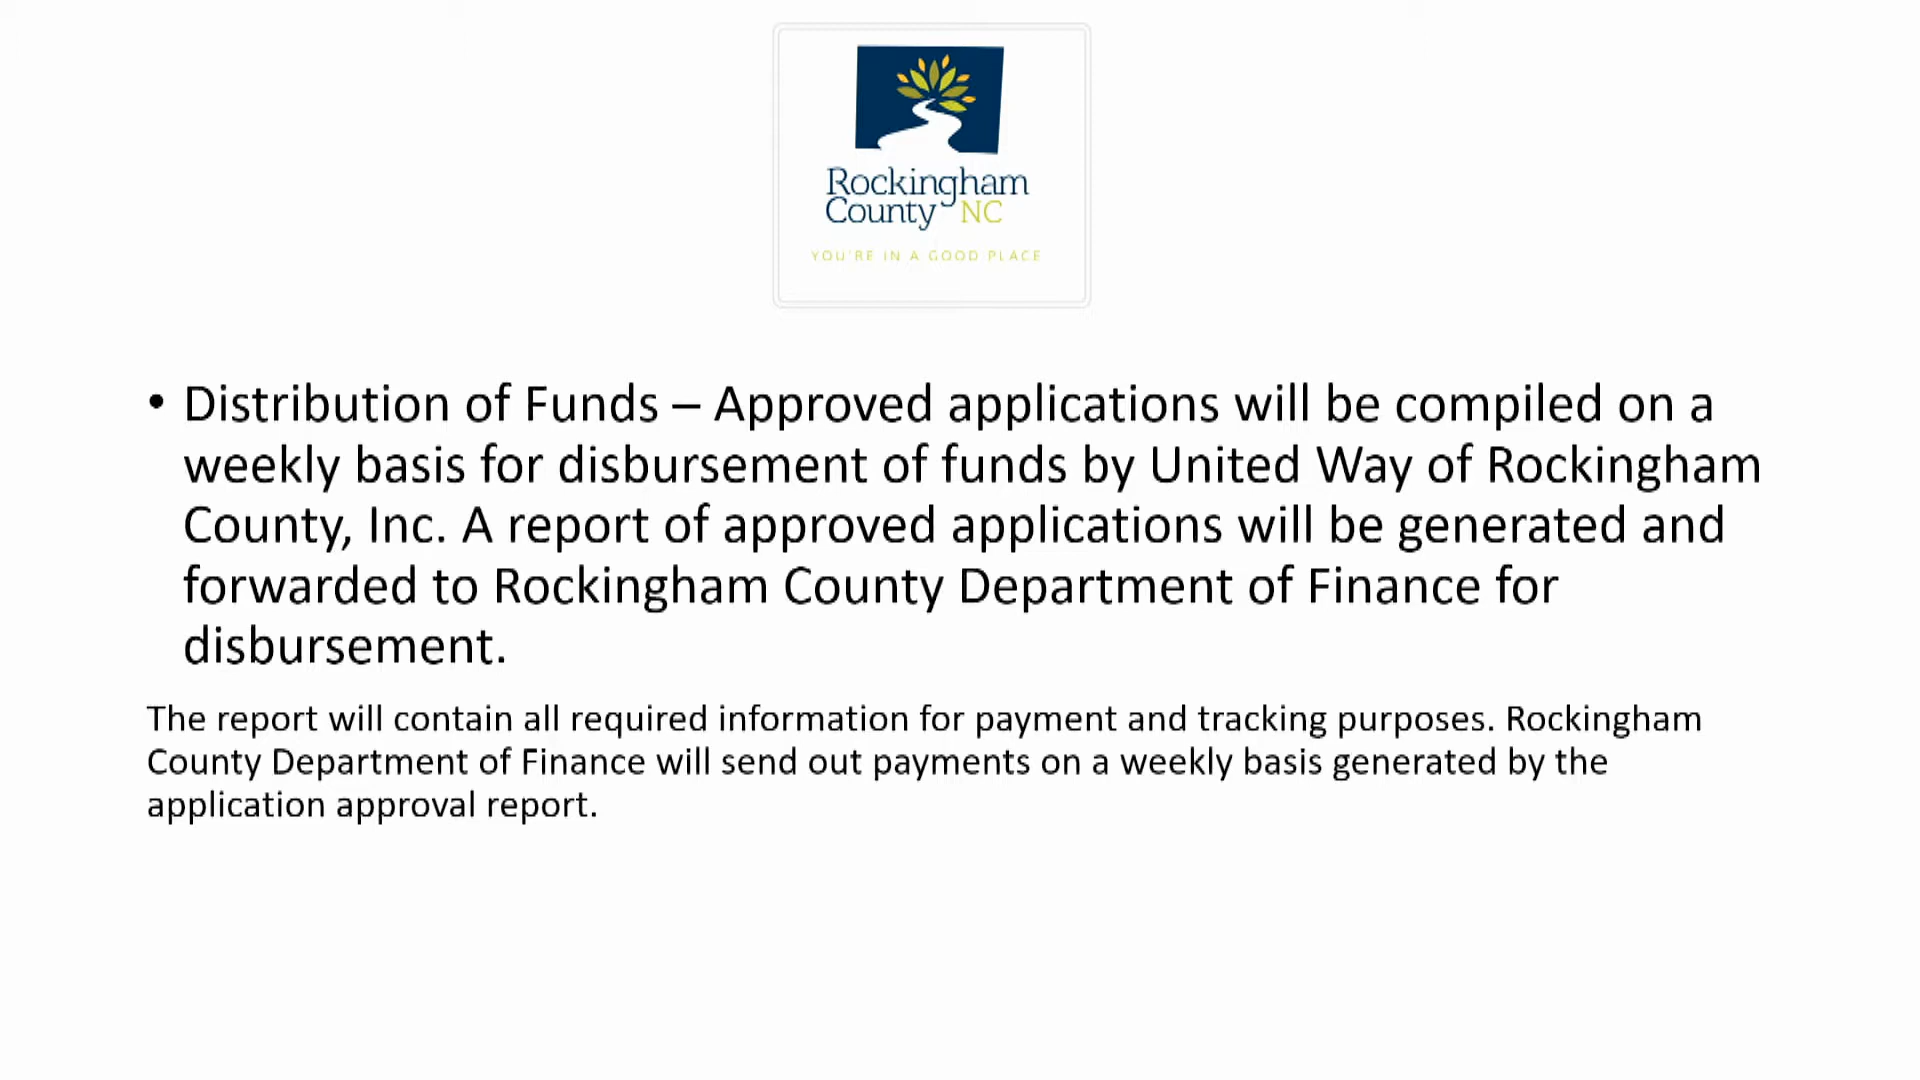 Rockingham
County NC
YOU'RE IN A GOOD PLACE
• Distribution of Funds – Approved applications will be compiled on a
weekly basis for disbursement of funds by United Way of Rockingham
County, Inc. A report of approved applications will be generated and
forwarded to Rockingham County Department of Finance for
disbursement.
The report will contain all required information for payment and tracking purposes. Rockingham
County Department of Finance will send out payments on a weekly basis generated by the
application approval report.